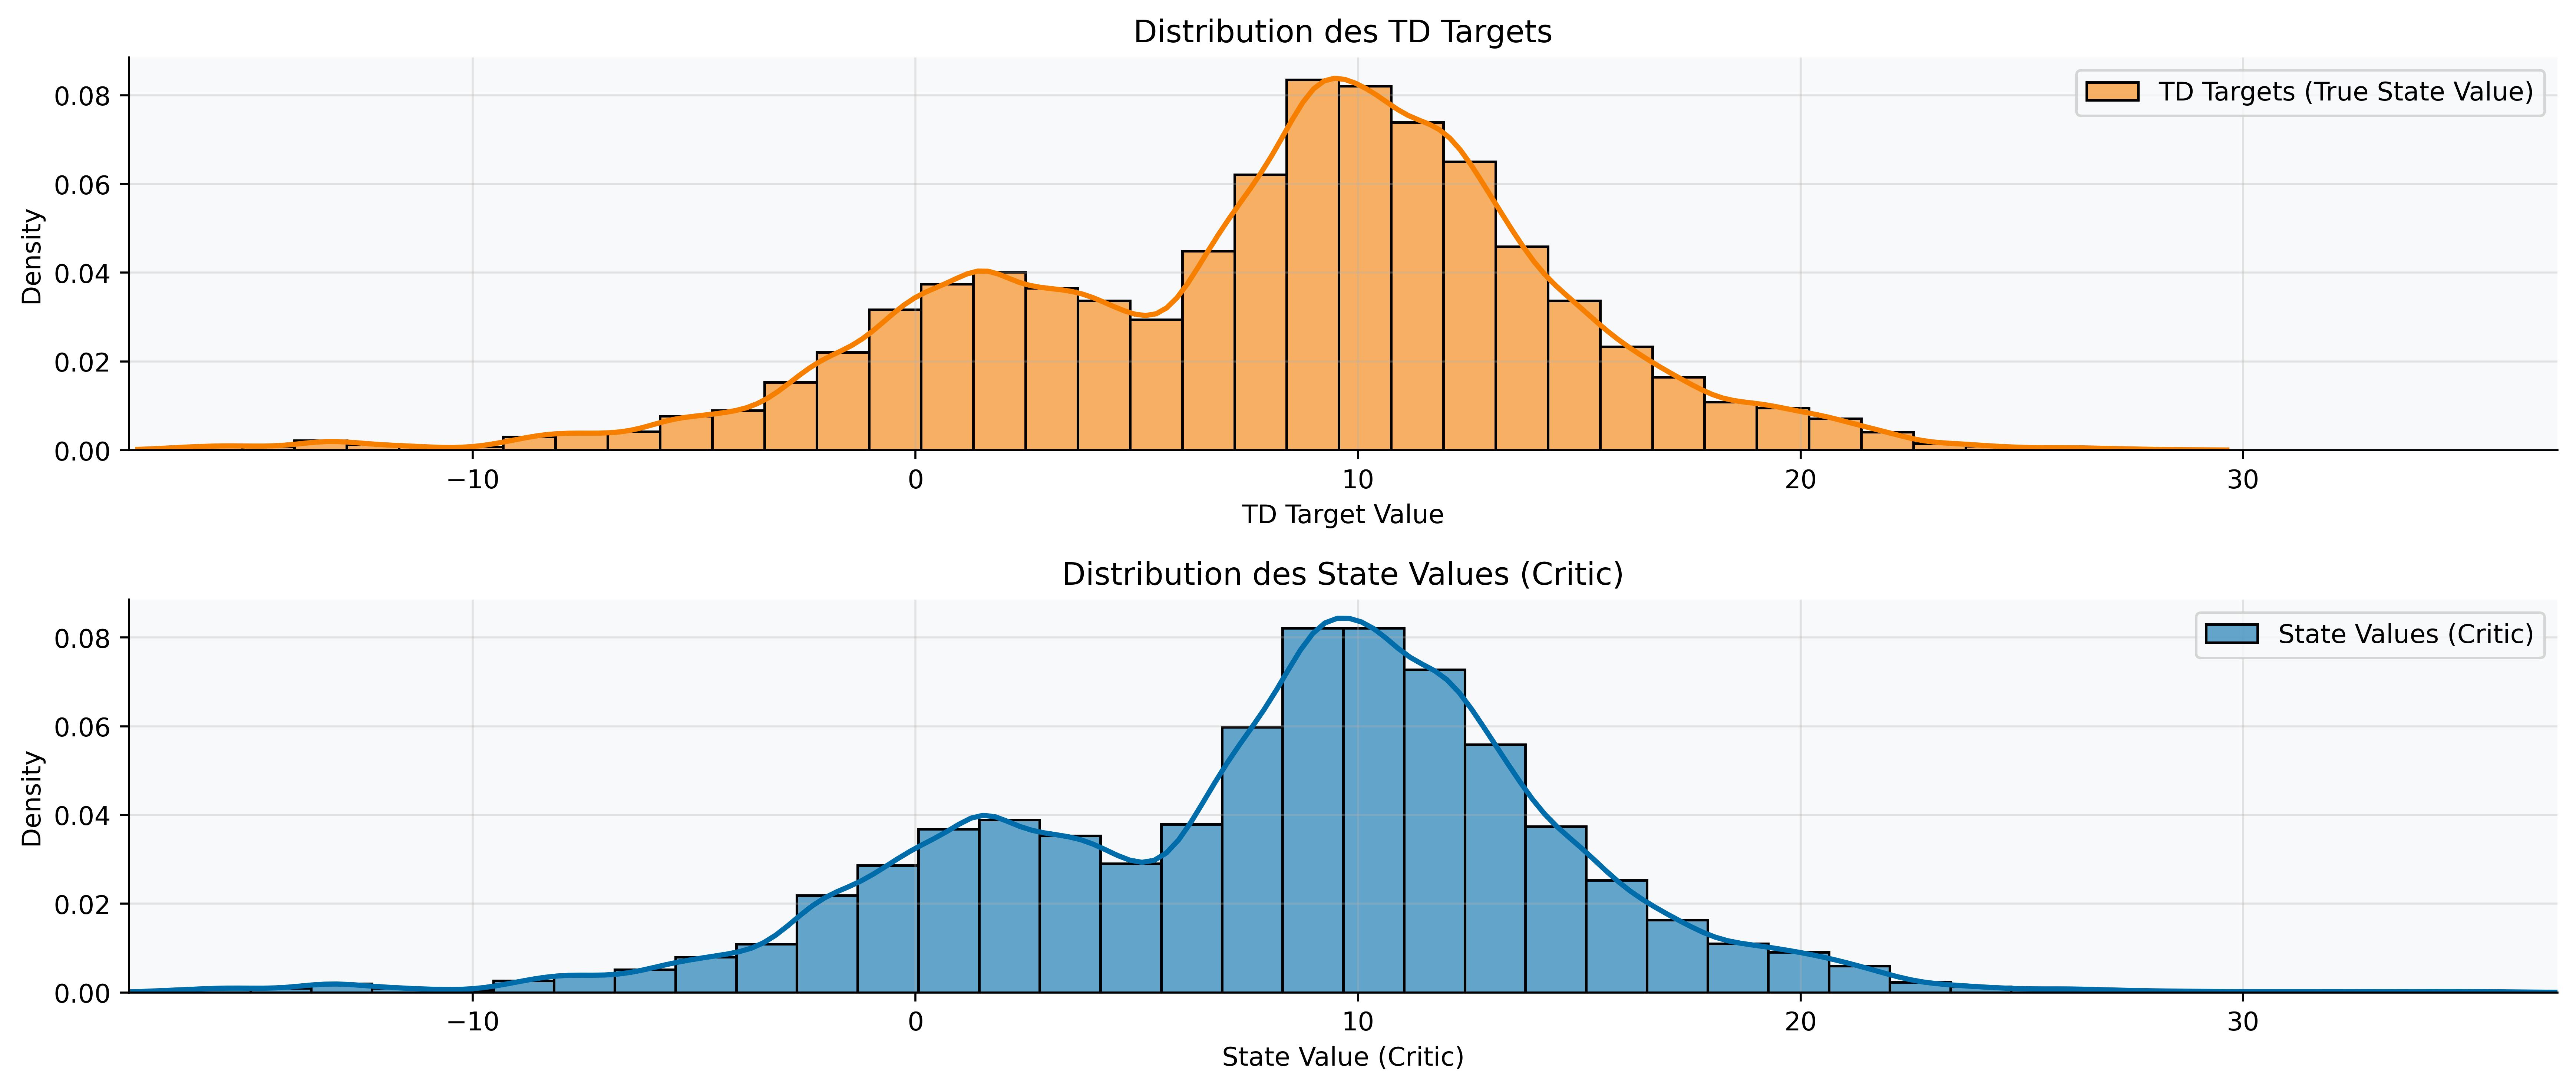 Distribution des TD Targets
TD Targets (True State Value)
Density
0.08
0.06
0.04
0.02
0.00
−10
0
10
20
30
TD Target Value
Distribution des State Values (Critic)
State Values (Critic)
Density
0.08
0.06
0.04
0.02
0.00
−10
0
10
20
30
State Value (Critic)